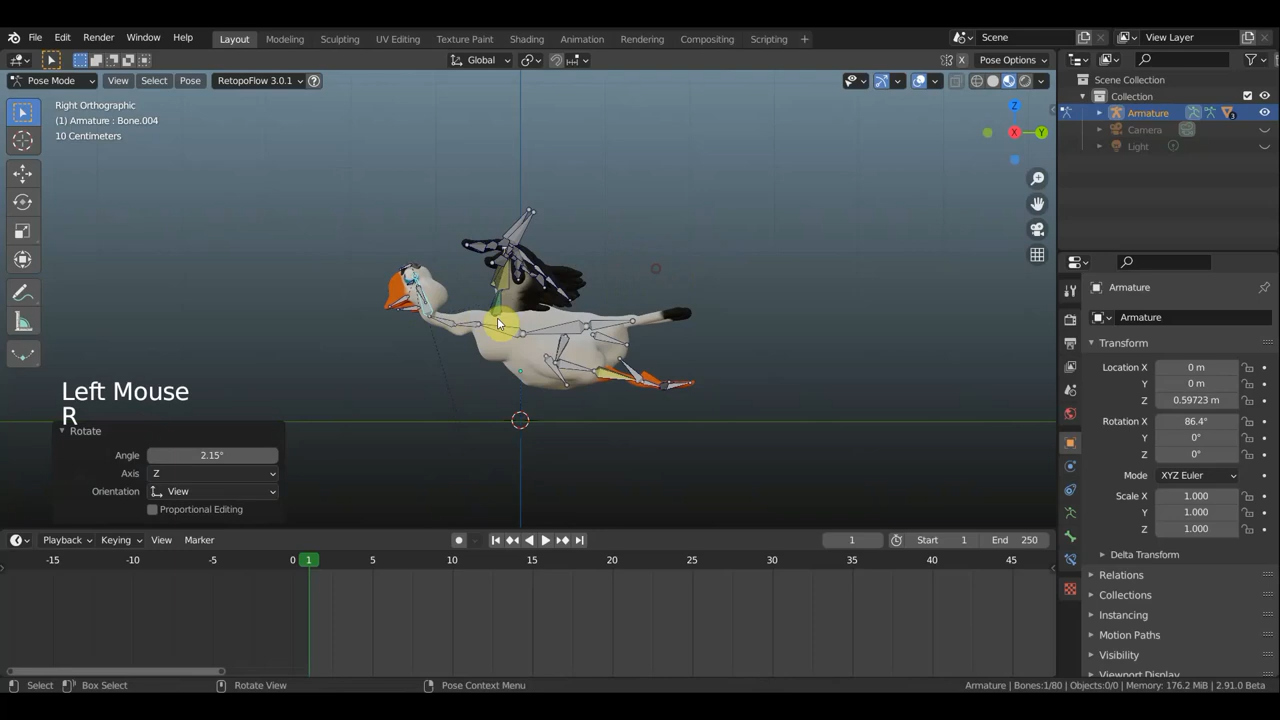 File Edit Render Window Help Layout Modeling Sculpting UV Editing Texture Paint Shading Animation Rendering Compositing Scripting + Scene View Layer
Global X Pose Options
Pose Mode View Select Pose RetopoFlow 3.0.1 ?
Scene Collection
Collection
Armature 3
Camera
Light
Right Orthographic
(1) Armature : Bone.004
10 Centimeters
Z
X
Y
Left Mouse
R
Rotate
Angle 2.15°
Axis Z
Orientation View
Proportional Editing
Armature
Armature
Transform
Location X 0 m
Y 0 m
Z 0.59723 m
Rotation X 86.4°
Y 0°
Z 0°
Mode XYZ Euler
Scale X 1.000
Y 1.000
Z 1.000
Delta Transform
Relations
Collections
Instancing
Motion Paths
Visibility
Viewport Display
Playback Keying View Marker 1 Start 1 End 250
-15 -10 -5 0 1 5 10 15 20 25 30 35 40 45
Select Box Select Rotate View Pose Context Menu Armature | Bones:1/80 | Objects:0/0 | Memory: 176.2 MiB | 2.91.0 Beta